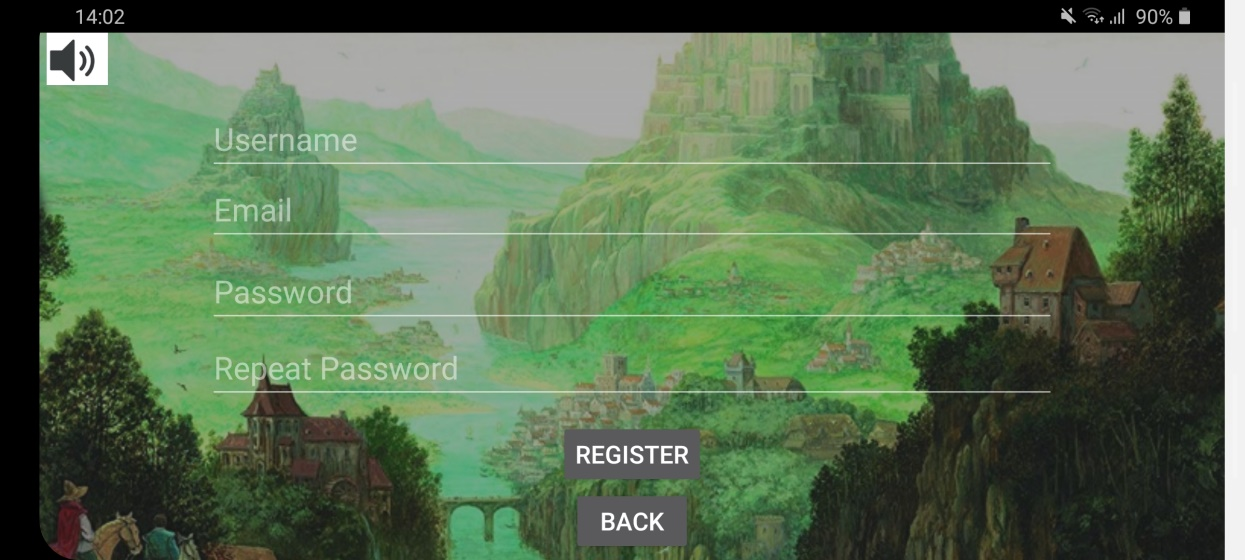 14:02 90%
Username
Email
Password
Repeat Password
REGISTER
BACK